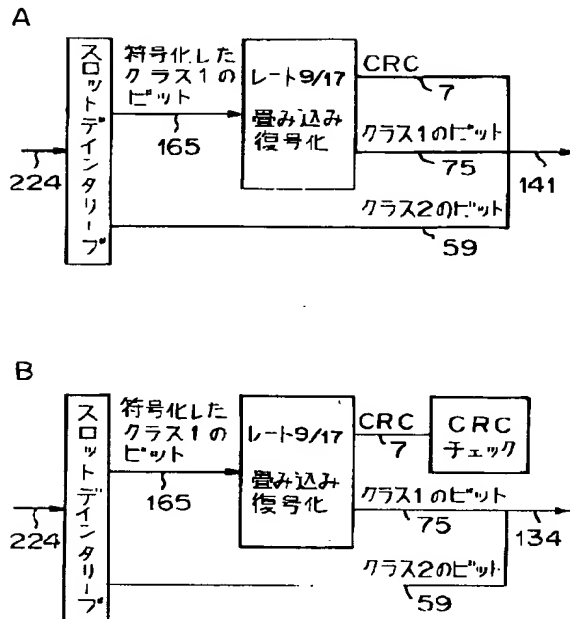 A
スロットデインタリーブ
符号化した
クラス1の
ビット
165
224
レート9/17
畳み込み
復号化
CRC
7
クラス1のビット
75
141
クラス2のビット
59
B
スロットデインタリーブ
符号化した
クラス1の
ビット
165
224
レート9/17
畳み込み
復号化
CRC
7
CRC
チェック
クラス1のビット
75
134
クラス2のビット
59